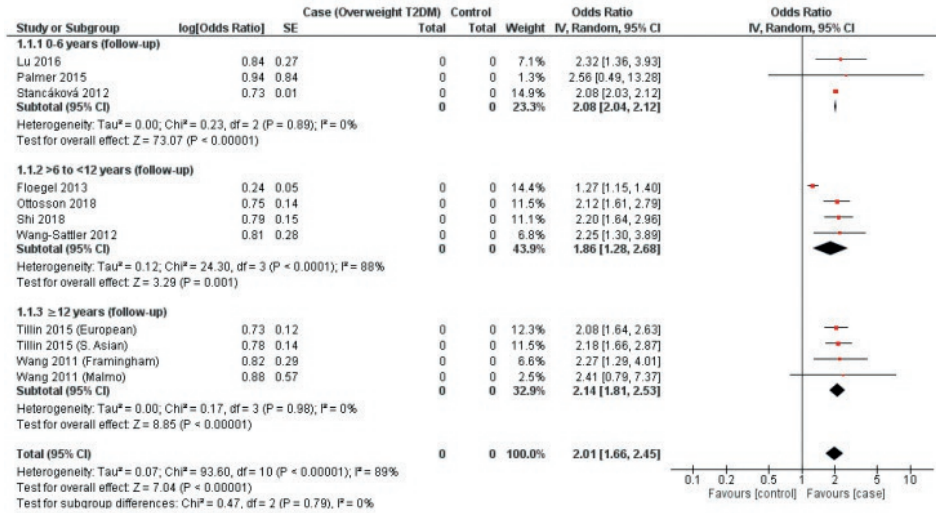 Case (Overweight T2DM) Control Odds Ratio Odds Ratio
Study or Subgroup log[Odds Ratio] SE Total Total Weight IV, Random, 95% CI IV, Random, 95% CI
1.1.1 0-6 years (follow-up)
Lu 2016 0.84 0.27 0 0 7.1% 2.32 [1.36, 3.93]
Palmer 2015 0.94 0.84 0 0 1.3% 2.56 [0.49, 13.28]
Stancáková 2012 0.73 0.01 0 0 14.9% 2.08 [2.03, 2.12]
Subtotal (95% CI) 0 0 23.3% 2.08 [2.04, 2.12]
Heterogeneity: Tau² = 0.00; Chi² = 0.23, df = 2 (P = 0.89); I² = 0%
Test for overall effect: Z = 73.07 (P < 0.00001)
1.1.2 >6 to <12 years (follow-up)
Floegel 2013 0.24 0.05 0 0 14.4% 1.27 [1.15, 1.40]
Ottosson 2018 0.75 0.14 0 0 11.5% 2.12 [1.61, 2.79]
Shi 2018 0.79 0.15 0 0 11.1% 2.20 [1.64, 2.96]
Wang-Sattler 2012 0.81 0.28 0 0 6.8% 2.25 [1.30, 3.89]
Subtotal (95% CI) 0 0 43.9% 1.86 [1.28, 2.68]
Heterogeneity: Tau² = 0.12; Chi² = 24.30, df = 3 (P < 0.0001); I² = 88%
Test for overall effect: Z = 3.29 (P = 0.001)
1.1.3 ≥12 years (follow-up)
Tillin 2015 (European) 0.73 0.12 0 0 12.3% 2.08 [1.64, 2.63]
Tillin 2015 (S. Asian) 0.78 0.14 0 0 11.5% 2.18 [1.66, 2.87]
Wang 2011 (Framingham) 0.82 0.29 0 0 6.6% 2.27 [1.29, 4.01]
Wang 2011 (Malmo) 0.88 0.57 0 0 2.5% 2.41 [0.79, 7.37]
Subtotal (95% CI) 0 0 32.9% 2.14 [1.81, 2.53]
Heterogeneity: Tau² = 0.00; Chi² = 0.17, df = 3 (P = 0.98); I² = 0%
Test for overall effect: Z = 8.85 (P < 0.00001)
Total (95% CI) 0 0 100.0% 2.01 [1.66, 2.45]
Heterogeneity: Tau² = 0.07; Chi² = 93.60, df = 10 (P < 0.00001); I² = 89%
Test for overall effect: Z = 7.04 (P < 0.00001)
Test for subgroup differences: Chi² = 0.47, df = 2 (P = 0.79), I² = 0%
0.1 0.2 0.5 1 2 5 10
Favours [control] Favours [case]